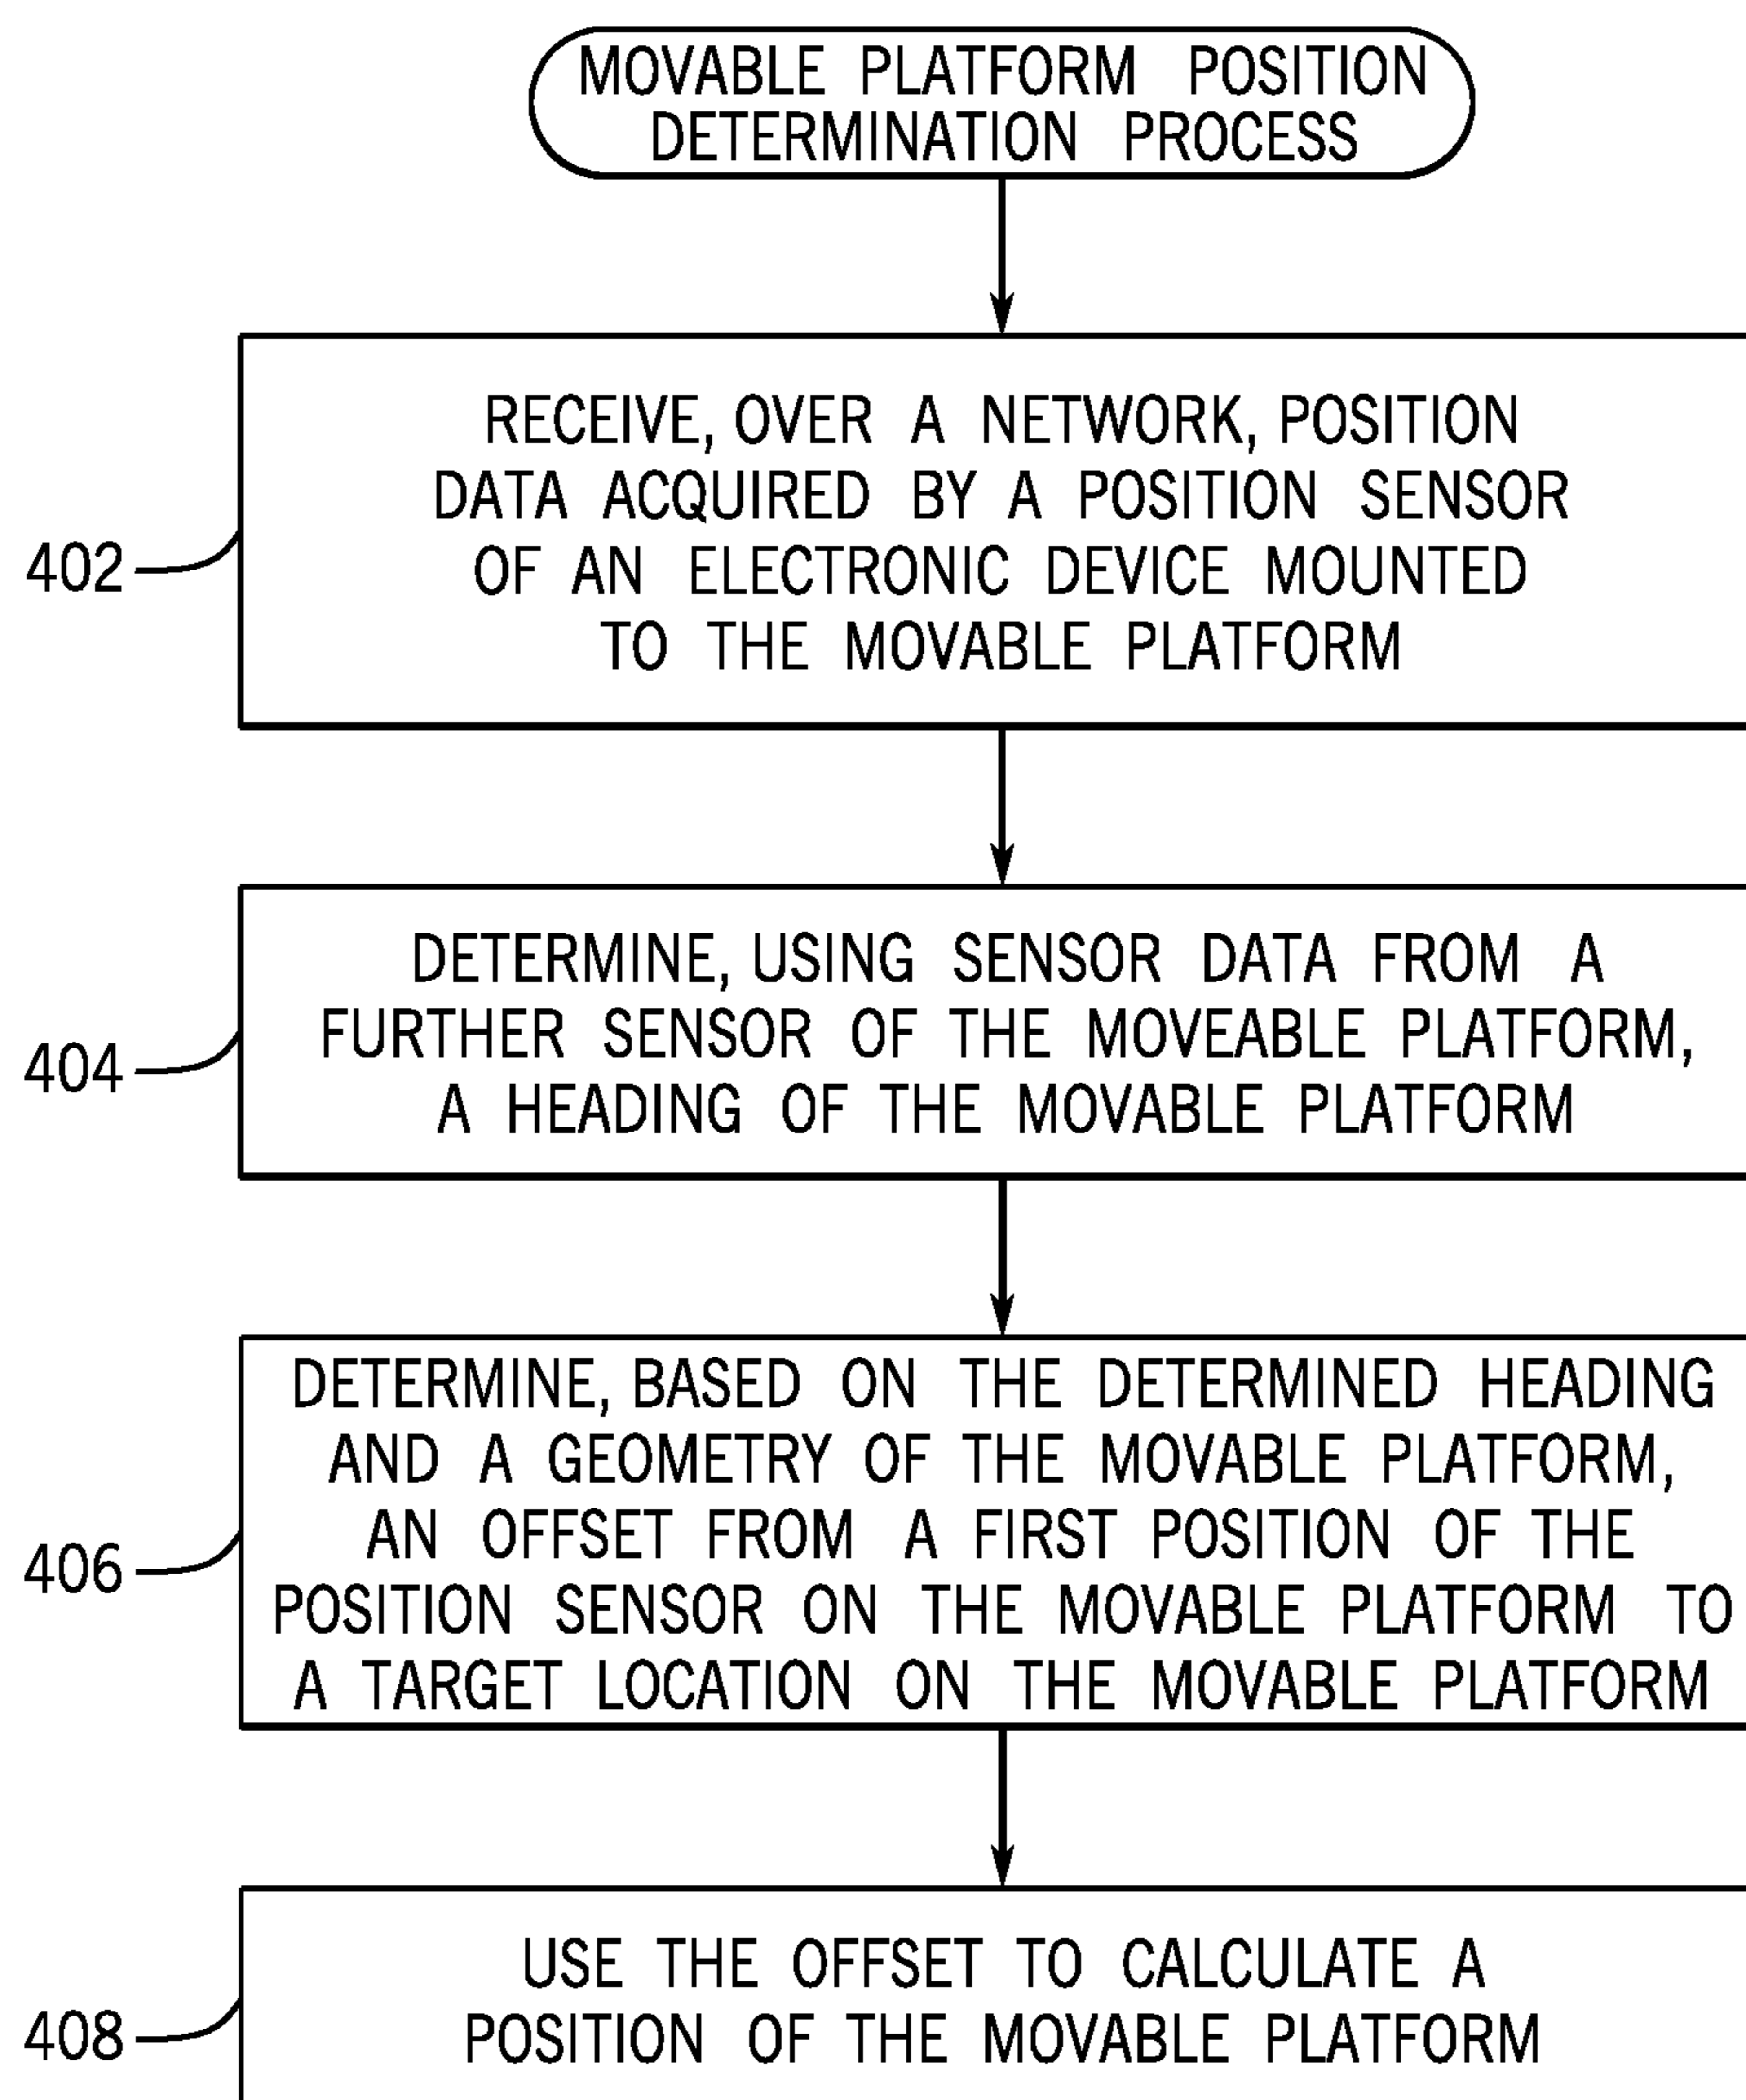 MOVABLE PLATFORM POSITION
DETERMINATION PROCESS
RECEIVE, OVER A NETWORK, POSITION
DATA ACQUIRED BY A POSITION SENSOR
OF AN ELECTRONIC DEVICE MOUNTED
TO THE MOVABLE PLATFORM
402
DETERMINE, USING SENSOR DATA FROM A
FURTHER SENSOR OF THE MOVEABLE PLATFORM,
A HEADING OF THE MOVABLE PLATFORM
404
DETERMINE, BASED ON THE DETERMINED HEADING
AND A GEOMETRY OF THE MOVABLE PLATFORM,
AN OFFSET FROM A FIRST POSITION OF THE
POSITION SENSOR ON THE MOVABLE PLATFORM TO
A TARGET LOCATION ON THE MOVABLE PLATFORM
406
USE THE OFFSET TO CALCULATE A
POSITION OF THE MOVABLE PLATFORM
408